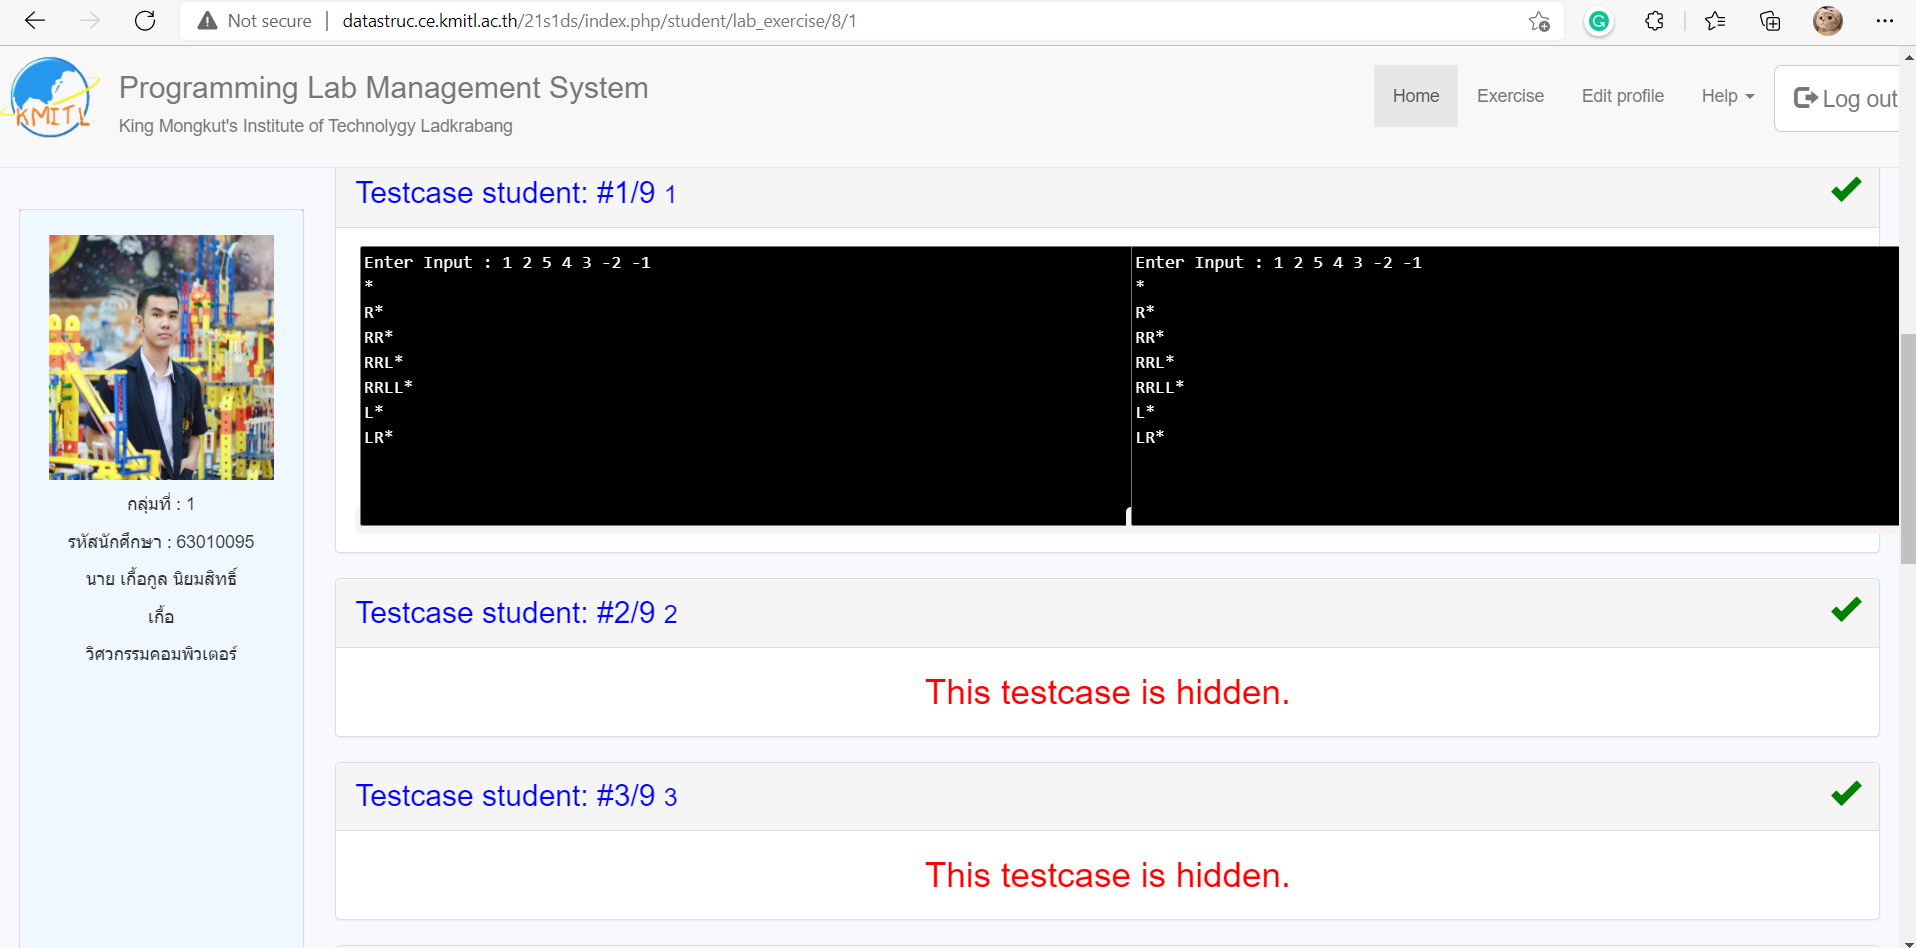 Not secure
datastruc.ce.kmitl.ac.th/21s1ds/index.php/student/lab_exercise/8/1
KMITL
Programming Lab Management System
King Mongkut's Institute of Technolygy Ladkrabang
Home
Exercise
Edit profile
Help
Log out
กลุ่มที่ : 1
รหัสนักศึกษา : 63010095
นาย เกื้อกูล นิยมสิทธิ์
เกื้อ
วิศวกรรมคอมพิวเตอร์
Testcase student: #1/9 1
Enter Input : 1 2 5 4 3 -2 -1
*
R*
RR*
RRL*
RRLL*
L*
LR*
Enter Input : 1 2 5 4 3 -2 -1
*
R*
RR*
RRL*
RRLL*
L*
LR*
Testcase student: #2/9 2
This testcase is hidden.
Testcase student: #3/9 3
This testcase is hidden.